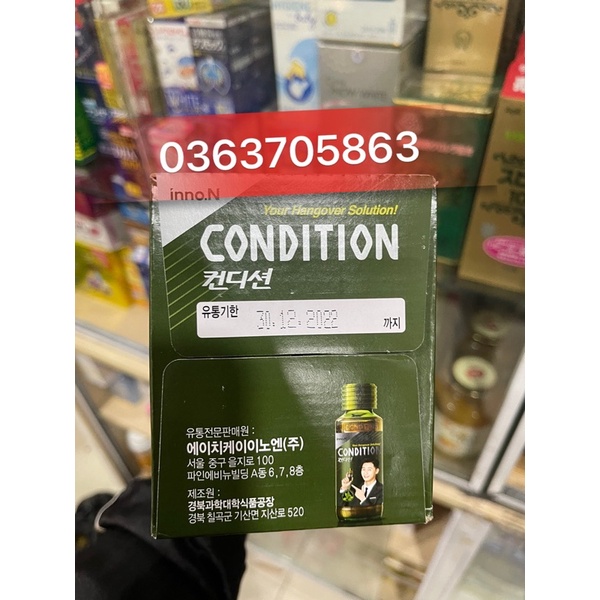 0363705863
inno.N
Your Hangover Solution!
CONDITION
컨디션
유통기한 30.12.2022 까지
유통전문판매원 :
에이치케이이노엔(주)
서울 중구 을지로 100
파인에비뉴빌딩 A동 6, 7, 8층
제조원 :
경북과학대학식품공장
경북 칠곡군 기산면 지산로 520
CONDITION
컨디션